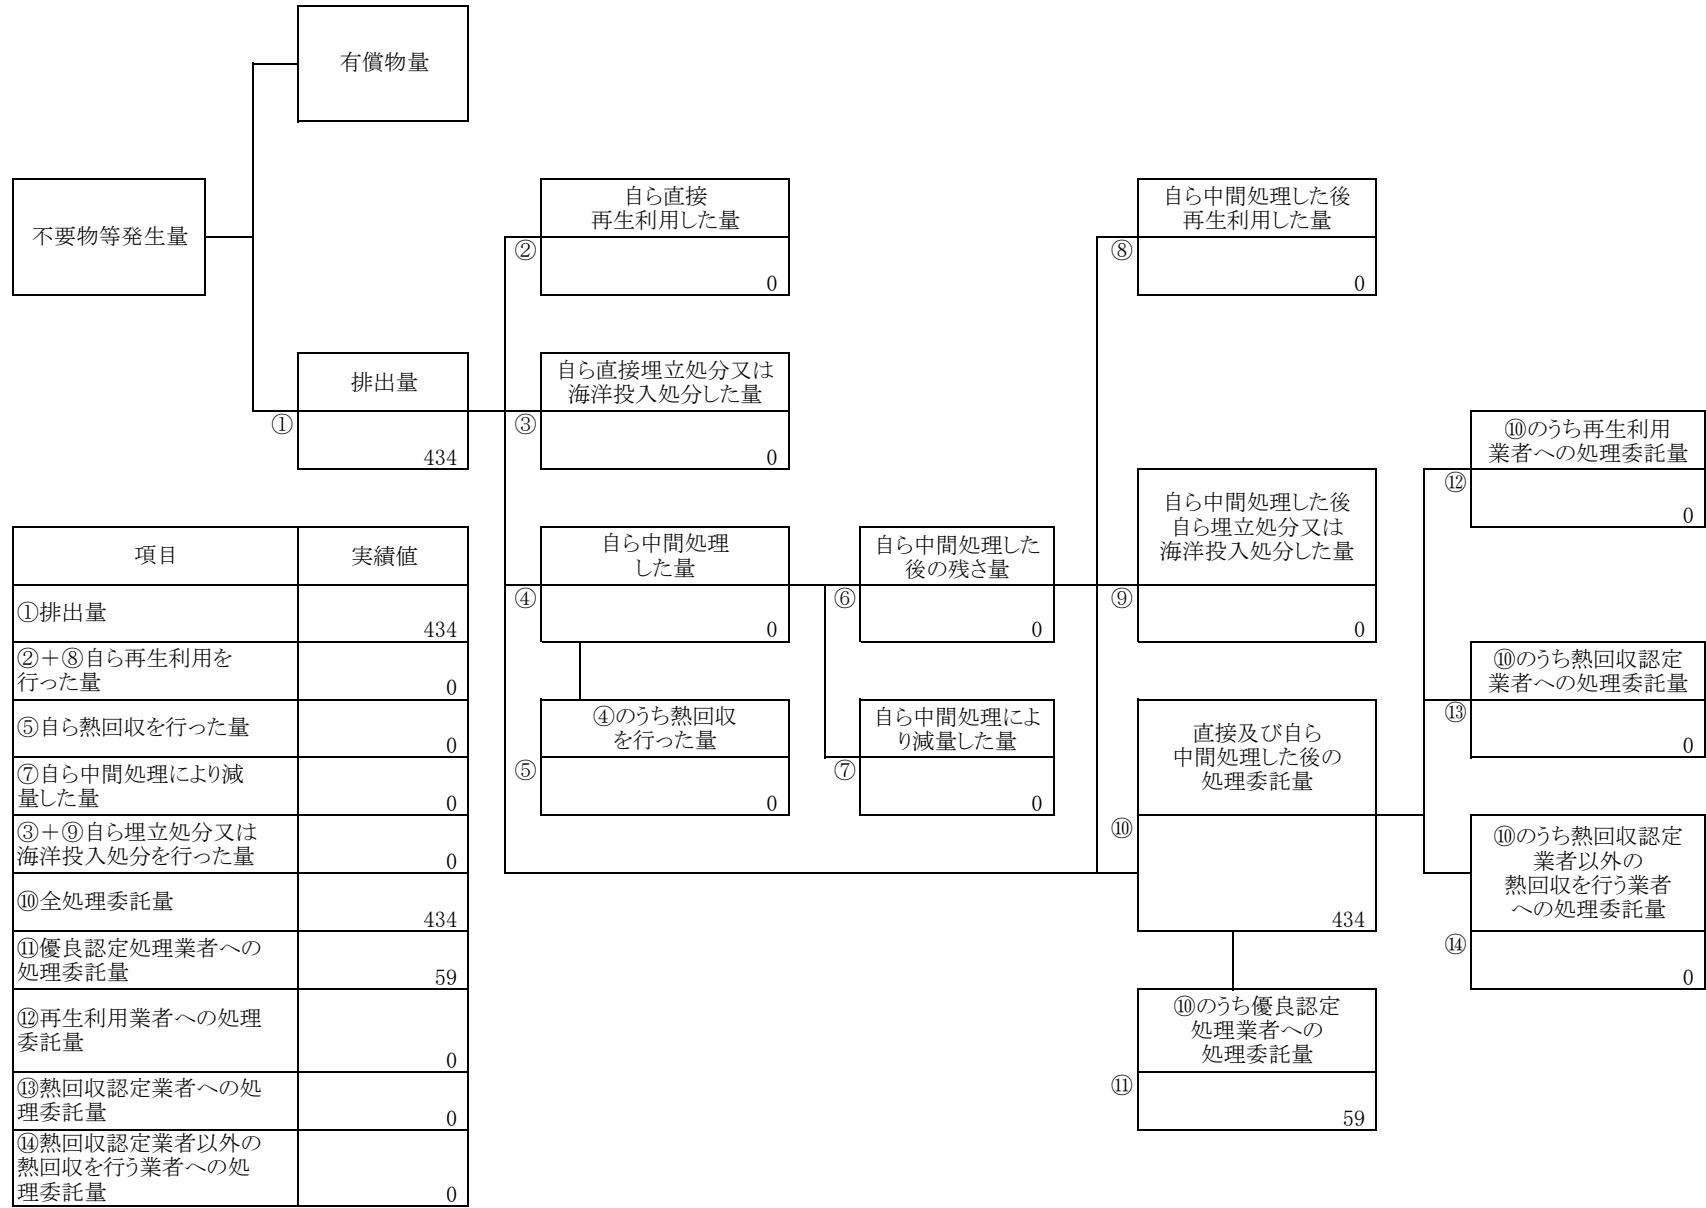 有償物量
不要物等発生量
自ら直接
再生利用した量
②
0
自ら中間処理した後
再生利用した量
⑧
0
排出量
①
434
自ら直接埋立処分又は
海洋投入処分した量
③
0
⑩のうち再生利用
業者への処理委託量
⑫
0
自ら中間処理した後
自ら埋立処分又は
海洋投入処分した量
⑨
0
自ら中間処理
した量
④
0
自ら中間処理した
後の残さ量
⑥
0
⑩のうち熱回収認定
業者への処理委託量
⑬
0
④のうち熱回収
を行った量
⑤
0
自ら中間処理によ
り減量した量
⑦
0
直接及び自ら
中間処理した後の
処理委託量
⑩
434
⑩のうち熱回収認定
業者以外の
熱回収を行う業者
への処理委託量
⑭
0
⑩のうち優良認定
処理業者への
処理委託量
⑪
59
項目 実績値
①排出量
434
②＋⑧自ら再生利用を
行った量
0
⑤自ら熱回収を行った量
0
⑦自ら中間処理により減
量した量
0
③＋⑨自ら埋立処分又は
海洋投入処分を行った量
0
⑩全処理委託量
434
⑪優良認定処理業者への
処理委託量
59
⑫再生利用業者への処理
委託量
0
⑬熱回収認定業者への処
理委託量
0
⑭熱回収認定業者以外の
熱回収を行う業者への処
理委託量
0